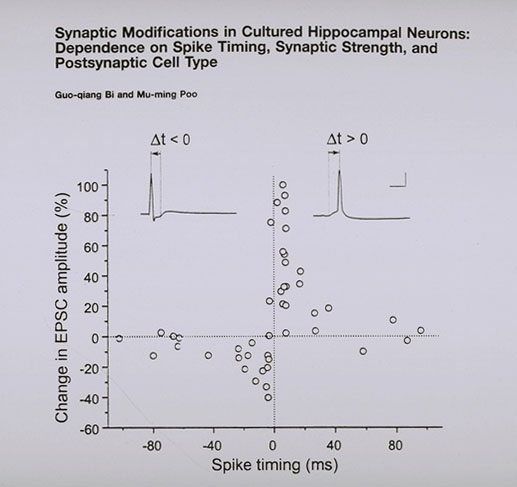 Synaptic Modifications in Cultured Hippocampal Neurons:
Dependence on Spike Timing, Synaptic Strength, and
Postsynaptic Cell Type
Guo-qiang Bi and Mu-ming Poo
Δt < 0
Δt > 0
Change in EPSC amplitude (%)
100
80
60
40
20
0
-20
-40
-60
-80
-40
0
40
80
Spike timing (ms)